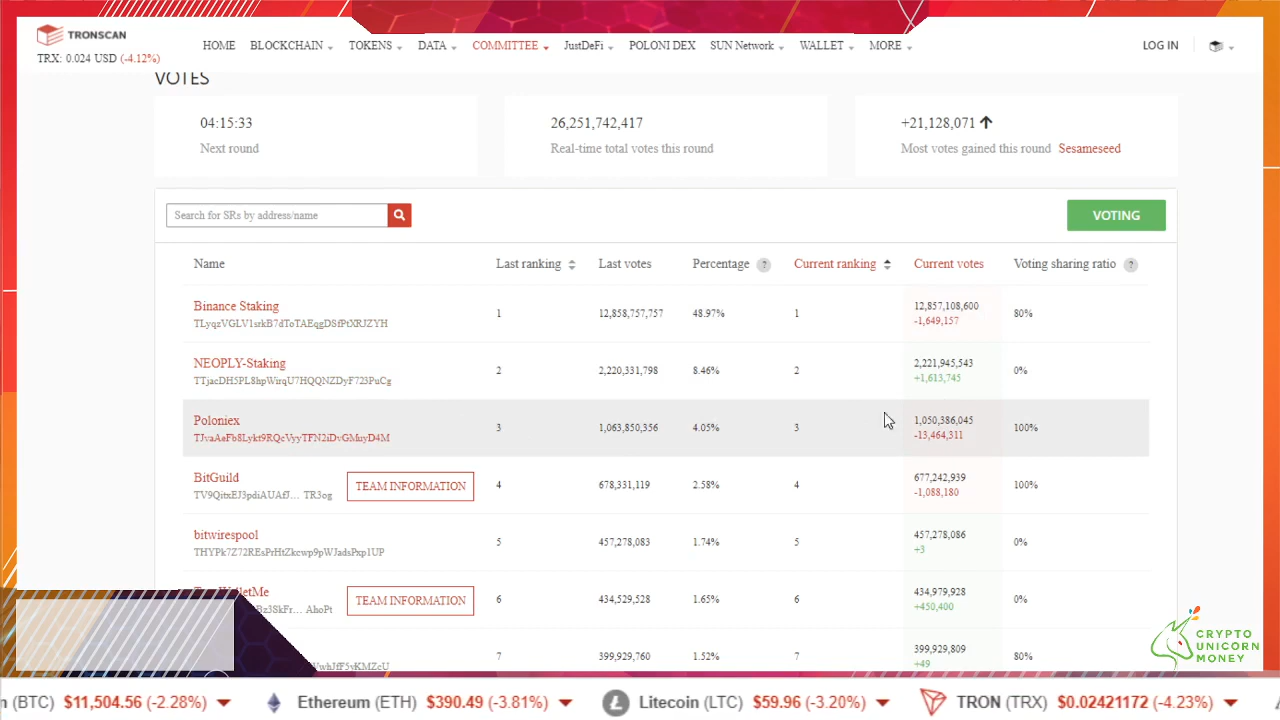 TRONSCAN
TRX: 0.024 USD (-4.12%)
HOME BLOCKCHAIN TOKENS DATA COMMITTEE JustDeFi POLONI DEX SUN Network WALLET MORE LOG IN
VOTES
04:15:33
Next round
26,251,742,417
Real-time total votes this round
+21,128,071
Most votes gained this round Sesameseed
Search for SRs by address/name
VOTING
Name Last ranking Last votes Percentage ? Current ranking Current votes Voting sharing ratio ?
Binance Staking
TLyqzVGLV1srkB7dToTAEqgDSfPtXRJZYH
1 12,858,757,757 48.97% 1 12,857,108,600 80%
-1,649,157
NEOPLY-Staking
TTjacDH5PL8hpWirqU7HQQNZDyF723PuCg
2 2,220,331,798 8.46% 2 2,221,945,543 0%
+1,613,745
Poloniex
TJvaAeFb8Lykt9RQcVyyTFN2iDvGMuyD4M
3 1,063,850,356 4.05% 3 1,050,386,045 100%
-13,464,311
BitGuild
TV9QitxEJ3pdiAUAfJ... TR3og
TEAM INFORMATION
4 678,331,119 2.58% 4 677,242,939 100%
-1,088,180
bitwirespool
THYPk7Z72REsPrHtZkcwp9pWJadsPxp1UP
5 457,278,083 1.74% 5 457,278,086 0%
+3
AhoPt
TEAM INFORMATION
6 434,529,528 1.65% 6 434,979,928 0%
+450,400
7 399,929,760 1.52% 7 399,929,809 80%
+49
CRYPTO
UNICORN
MONEY
(BTC) $11,504.56 (-2.28%) Ethereum (ETH) $390.49 (-3.81%) Litecoin (LTC) $59.96 (-3.20%) TRON (TRX) $0.02421172 (-4.23%)